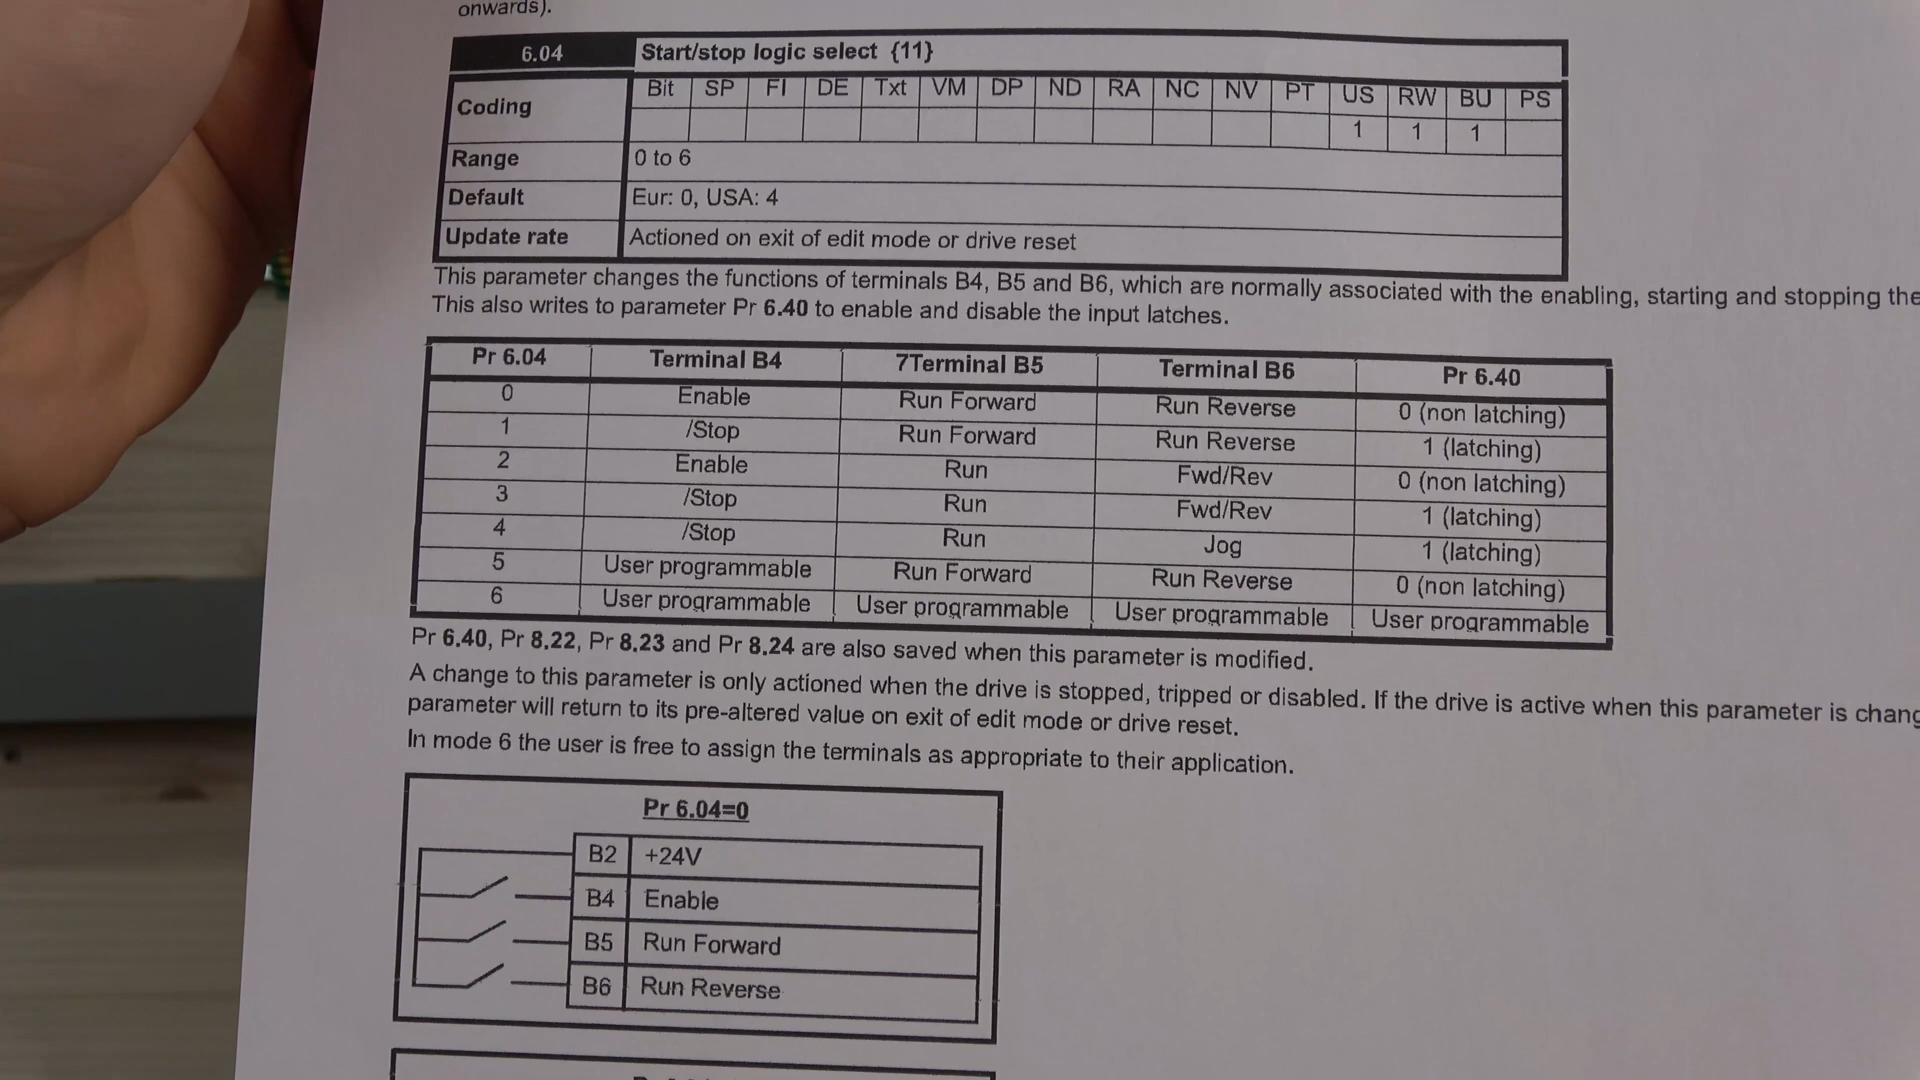 onwards).
6.04 Start/stop logic select {11}
Coding Bit SP FI DE Txt VM DP ND RA NC NV PT US RW BU PS
1 1 1
Range 0 to 6
Default Eur: 0, USA: 4
Update rate Actioned on exit of edit mode or drive reset
This parameter changes the functions of terminals B4, B5 and B6, which are normally associated with the enabling, starting and stopping the
This also writes to parameter Pr 6.40 to enable and disable the input latches.
Pr 6.04 Terminal B4 7Terminal B5 Terminal B6 Pr 6.40
0 Enable Run Forward Run Reverse 0 (non latching)
1 /Stop Run Forward Run Reverse 1 (latching)
2 Enable Run Fwd/Rev 0 (non latching)
3 /Stop Run Fwd/Rev 1 (latching)
4 /Stop Run Jog 1 (latching)
5 User programmable Run Forward Run Reverse 0 (non latching)
6 User programmable User programmable User programmable User programmable
Pr 6.40, Pr 8.22, Pr 8.23 and Pr 8.24 are also saved when this parameter is modified.
A change to this parameter is only actioned when the drive is stopped, tripped or disabled. If the drive is active when this parameter is chang
parameter will return to its pre-altered value on exit of edit mode or drive reset.
In mode 6 the user is free to assign the terminals as appropriate to their application.
Pr 6.04=0
B2 +24V
B4 Enable
B5 Run Forward
B6 Run Reverse